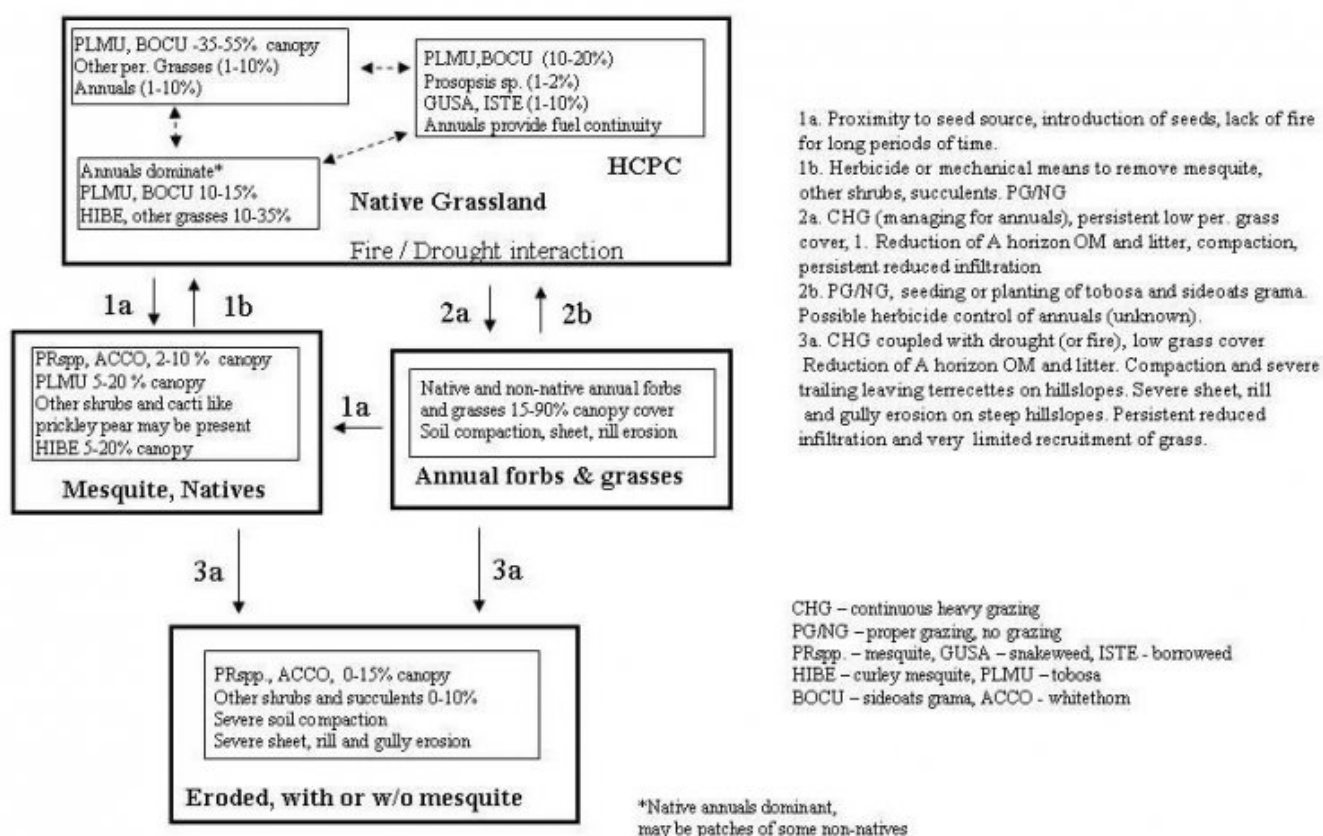 PLMU, BOCU -35-55% canopy
Other per. Grasses (1-10%)
Annuals (1-10%)
PLMU,BOCU (10-20%)
Prosopsis sp. (1-2%)
GUSA, ISTE (1-10%)
Annuals provide fuel continuity
HCPC
Annuals dominate*
PLMU, BOCU 10-15%
HIBE, other grasses 10-35%
Native Grassland
Fire / Drought interaction
1a
1b
2a
2b
PRspp, ACCO, 2-10 % canopy
PLMU 5-20 % canopy
Other shrubs and cacti like
prickley pear may be present
HIBE 5-20% canopy
Mesquite, Natives
1a
Native and non-native annual forbs
and grasses 15-90% canopy cover
Soil compaction, sheet, rill erosion
Annual forbs & grasses
3a
3a
PRspp., ACCO, 0-15% canopy
Other shrubs and succulents 0-10%
Severe soil compaction
Severe sheet, rill and gully erosion
Eroded, with or w/o mesquite
1a. Proximity to seed source, introduction of seeds, lack of fire
for long periods of time.
1b. Herbicide or mechanical means to remove mesquite,
other shrubs, succulents. PG/NG
2a. CHG (managing for annuals), persistent low per. grass
cover, 1. Reduction of A horizon OM and litter, compaction,
persistent reduced infiltration
2b. PG/NG, seeding or planting of tobosa and sideoats grama.
Possible herbicide control of annuals (unknown).
3a. CHG coupled with drought (or fire), low grass cover
Reduction of A horizon OM and litter. Compaction and severe
trailing leaving terrecettes on hillslopes. Severe sheet, rill
and gully erosion on steep hillslopes. Persistent reduced
infiltration and very limited recruitment of grass.
CHG – continuous heavy grazing
PG/NG – proper grazing, no grazing
PRspp. – mesquite, GUSA – snakeweed, ISTE - borroweed
HIBE – curley mesquite, PLMU – tobosa
BOCU – sideoats grama, ACCO - whitethorn
*Native annuals dominant,
may be patches of some non-natives